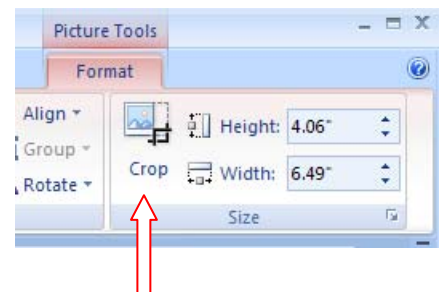 Picture Tools
Format
Align
Height: 4.06"
Group
Crop
Width: 6.49"
Rotate
Size